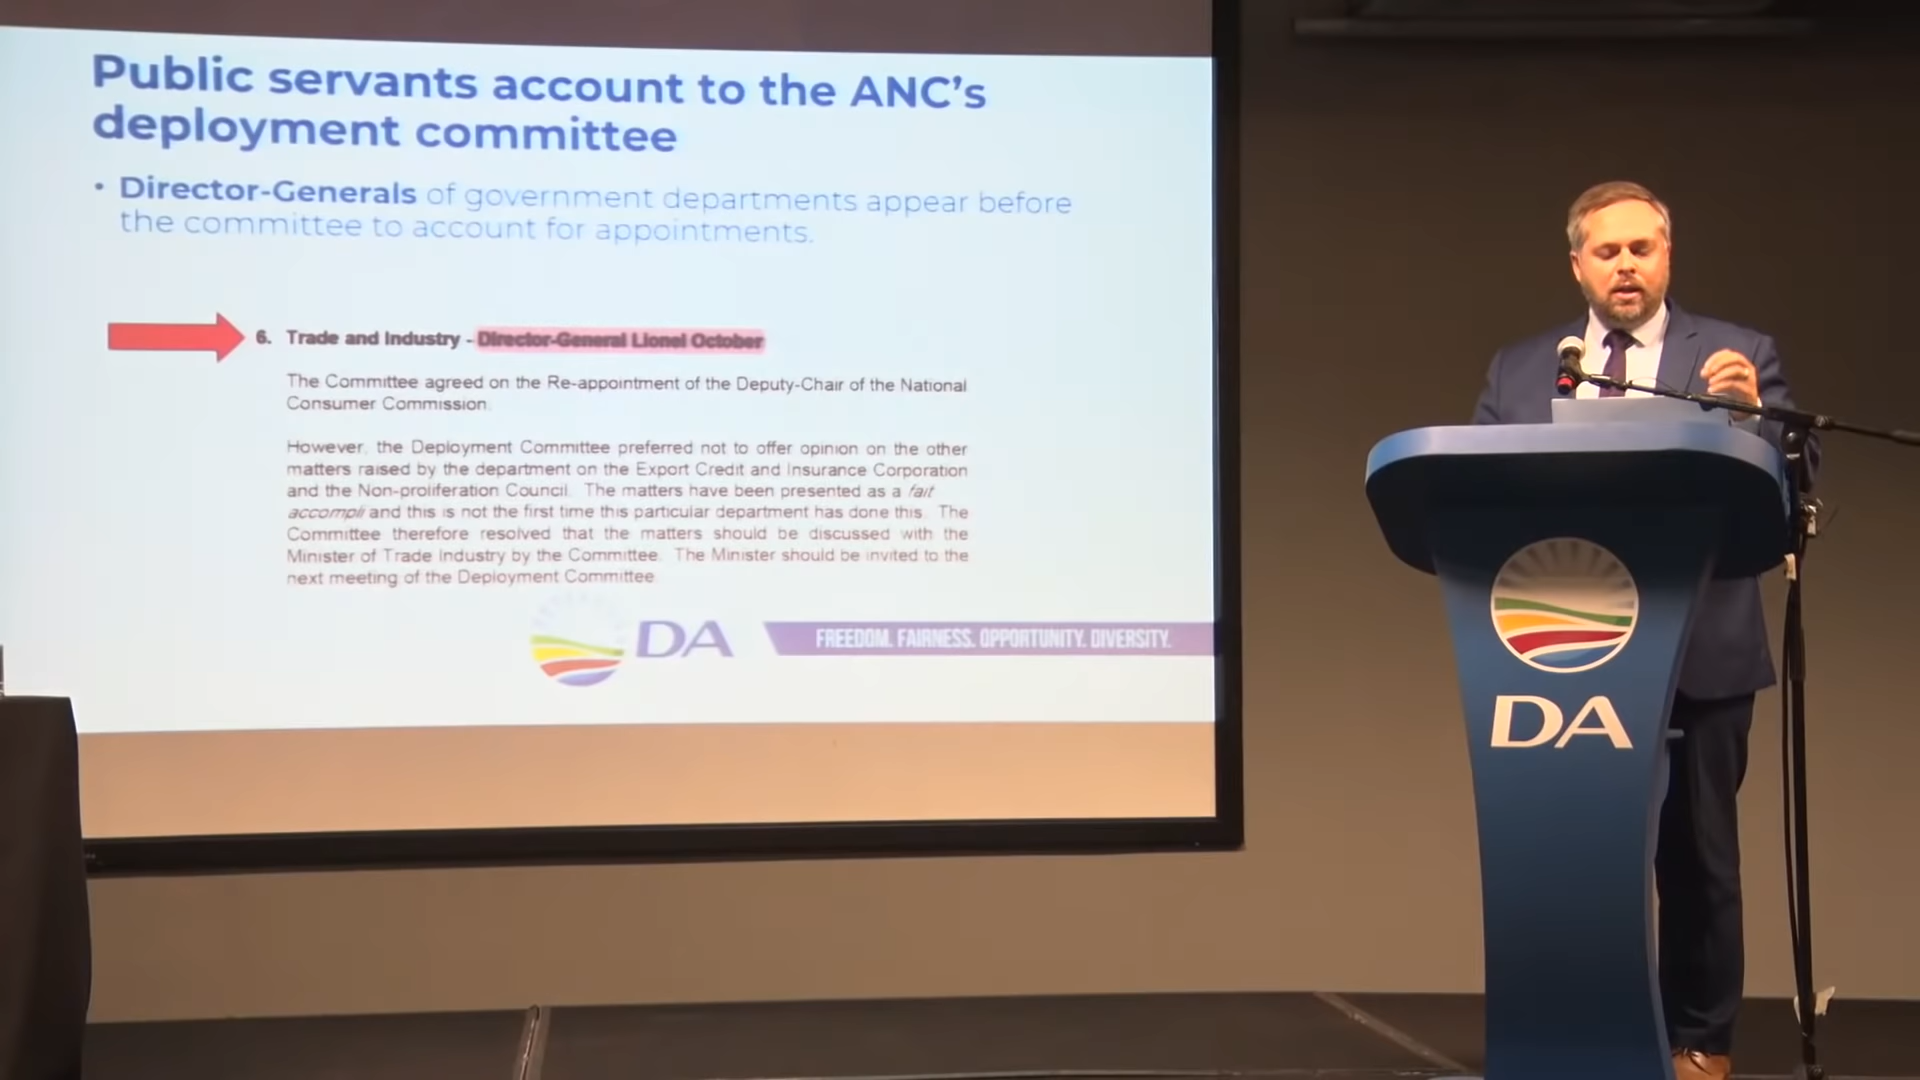 Public servants account to the ANC's
deployment committee
• Director-Generals of government departments appear before
the committee to account for appointments.
6. Trade and Industry - Director-General Lionel October
The Committee agreed on the Re-appointment of the Deputy-Chair of the National
Consumer Commission.
However, the Deployment Committee preferred not to offer opinion on the other
matters raised by the department on the Export Credit and Insurance Corporation
and the Non-proliferation Council. The matters have been presented as a fait
accompli and this is not the first time this particular department has done this. The
Committee therefore resolved that the matters should be discussed with the
Minister of Trade Industry by the Committee. The Minister should be invited to the
next meeting of the Deployment Committee
DA
FREEDOM. FAIRNESS. OPPORTUNITY. DIVERSITY.
DA